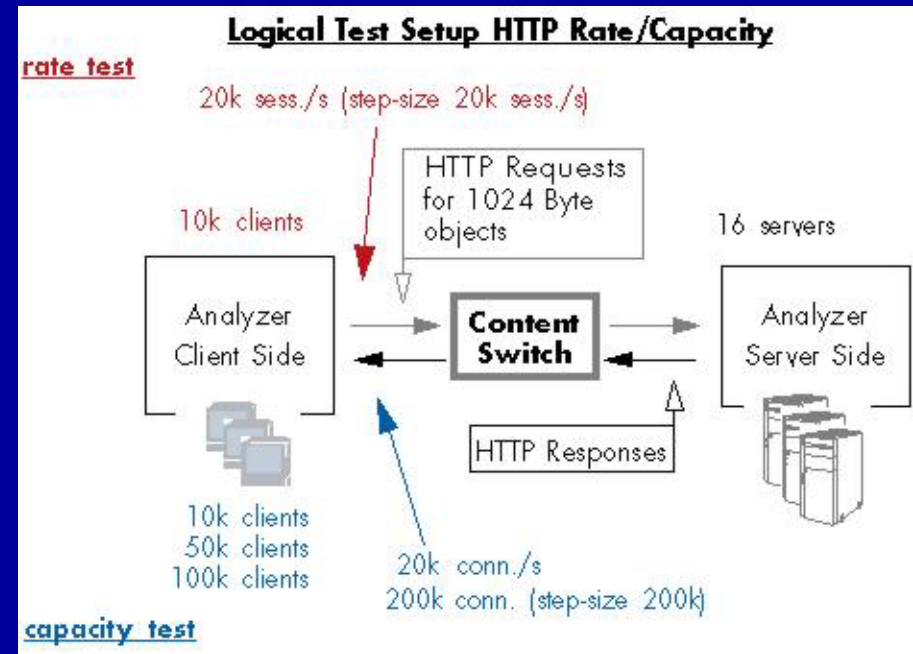 Logical Test Setup HTTP Rate/Capacity
rate test
20k sess./s (step-size 20k sess./s)
HTTP Requests
for 1024 Byte
objects
10k clients
16 servers
Analyzer
Client Side
Content
Switch
Analyzer
Server Side
HTTP Responses
10k clients
50k clients
100k clients
20k conn./s
200k conn. (step-size 200k)
capacity test